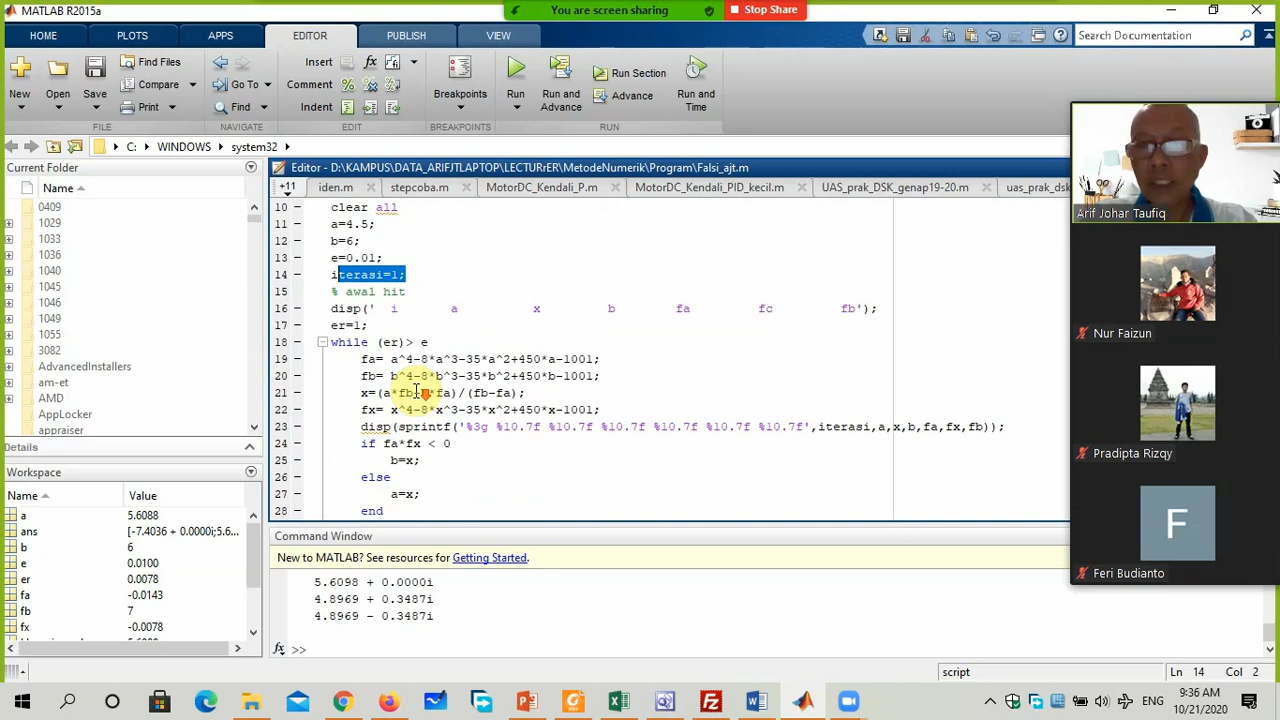 MATLAB R2015a
You are screen sharing
Stop Share
HOME PLOTS APPS EDITOR PUBLISH VIEW
Search Documentation
New Open Save
Find Files
Compare
Print
Go To
Find
Insert
Comment
Indent
Breakpoints
Run
Run and Advance
Run Section
Advance
Run and Time
FILE NAVIGATE EDIT BREAKPOINTS RUN
C: WINDOWS system32
Current Folder
Name
0409
1029
1033
1036
1040
1045
1046
1049
1055
3082
AdvancedInstallers
am-et
AMD
AppLocker
appraiser
Details
Workspace
Name Value
a 5.6088
ans [-7.4036 + 0.0000i;5.6...
b 6
e 0.0100
er 0.0078
fa -0.0143
fb 7
fx -0.0078
5.6088
Editor - D:\KAMPUS\DATA_ARIFJTLAPTOP\LECTURrER\MetodeNumerik\Program\Falsi_ajt.m
+11 iden.m stepcoba.m MotorDC_Kendali_P.m MotorDC_Kendali_PID_kecil.m UAS_prak_DSK_genap19-20.m uas_prak_dsk
10 – clear all
11 – a=4.5;
12 – b=6;
13 – e=0.01;
14 – iterasi=1;
15 % awal hit
16 – disp(' i a x b fa fc fb');
17 – er=1;
18 – while (er)> e
19 – fa= a^4-8*a^3-35*a^2+450*a-1001;
20 – fb= b^4-8*b^3-35*b^2+450*b-1001;
21 – x=(a*fb-b*fa)/(fb-fa);
22 – fx= x^4-8*x^3-35*x^2+450*x-1001;
23 – disp(sprintf('%3g %10.7f %10.7f %10.7f %10.7f %10.7f %10.7f',iterasi,a,x,b,fa,fx,fb));
24 – if fa*fx < 0
25 – b=x;
26 – else
27 – a=x;
28 – end
Command Window
New to MATLAB? See resources for Getting Started.
5.6098 + 0.0000i
4.8969 + 0.3487i
4.8969 - 0.3487i
fx >>
script Ln 14 Col 2
Arif Johar Taufiq
Nur Faizun
Pradipta Rizqy
F
Feri Budianto
ENG
9:36 AM
10/21/2020